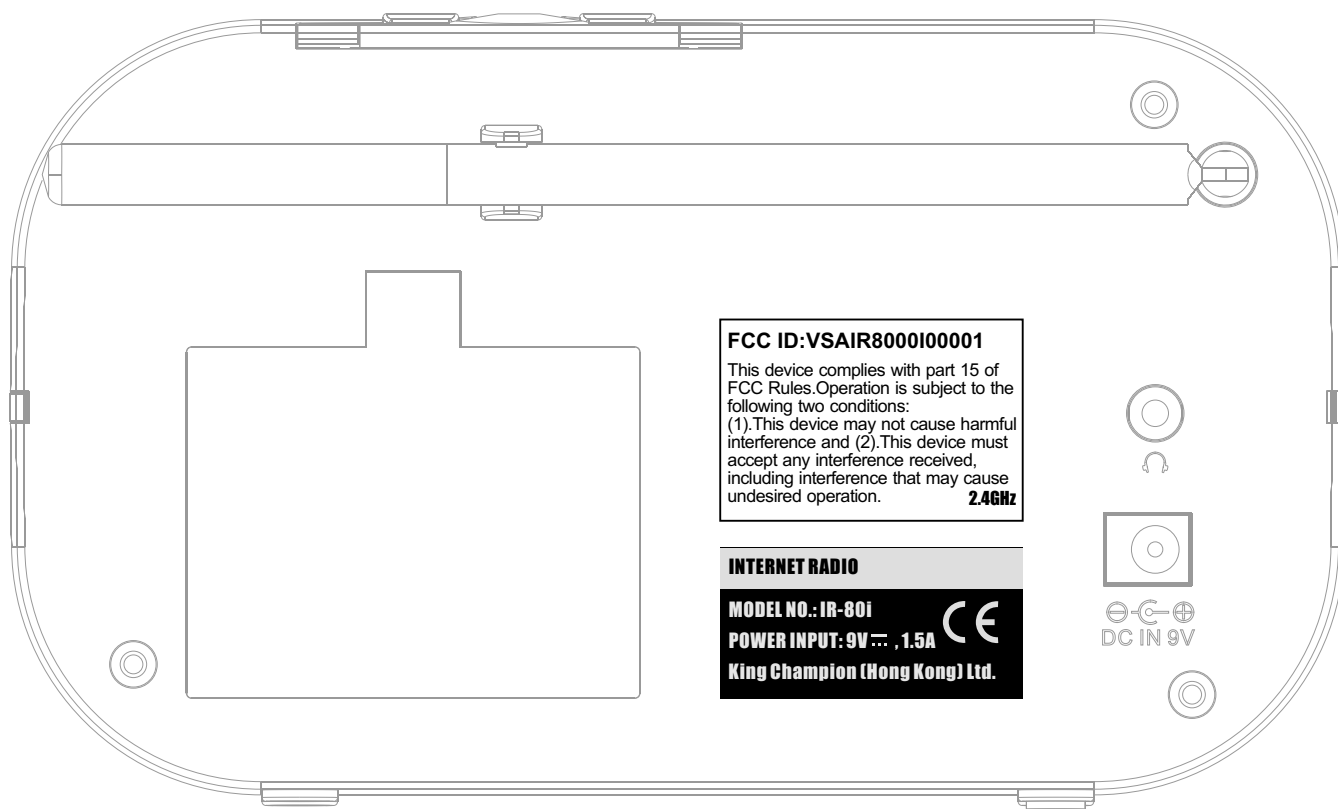 FCC ID:VSAIR8000I00001
This device complies with part 15 of
FCC Rules.Operation is subject to the
following two conditions:
(1).This device may not cause harmful
interference and (2).This device must
accept any interference received,
including interference that may cause
undesired operation. 2.4GHz
INTERNET RADIO
MODEL NO.: IR-80i
POWER INPUT: 9V ⎓ , 1.5A CE
King Champion (Hong Kong) Ltd.
DC IN 9V